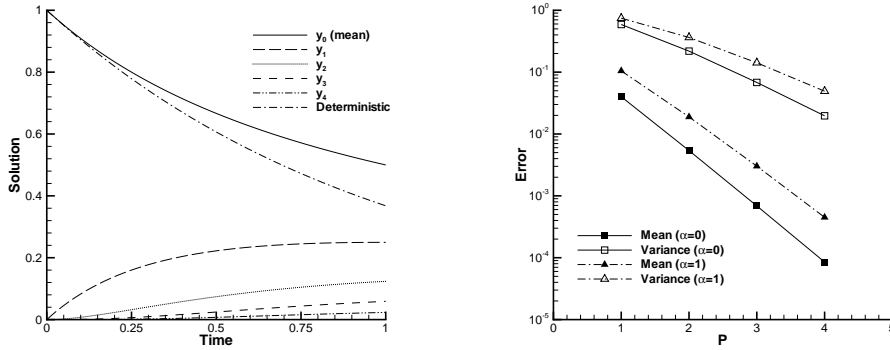 1
0.8
0.6
0.4
0.2
0
Solution
y₀ (mean)
y₁
y₂
y₃
y₄
Deterministic
0 0.25 0.5 0.75 1
Time
10⁰
10⁻¹
10⁻²
10⁻³
10⁻⁴
10⁻⁵
Error
Mean (α=0)
Variance (α=0)
Mean (α=1)
Variance (α=1)
0 1 2 3 4 5
P